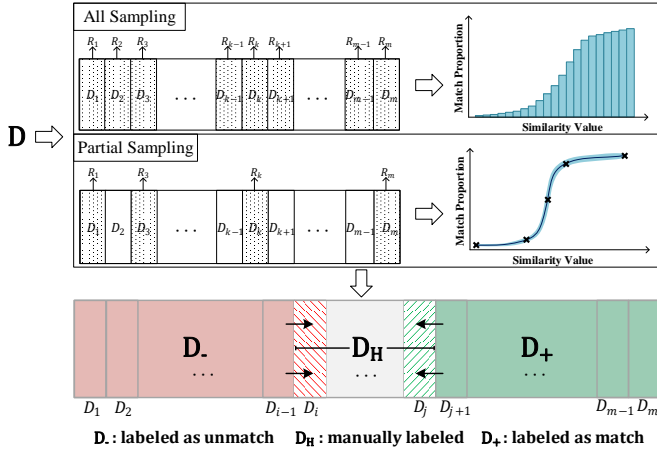 All Sampling
R1 R2 R3 Rk−1 Rk Rk+1 Rm−1 Rm
D1 D2 D3 ... Dk−1 Dk Dk+1 ... Dm−1 Dm
Match Proportion
Similarity Value
D
Partial Sampling
R1 R3 Rk Rm
D1 D2 D3 ... Dk−1 Dk Dk+1 ... Dm−1 Dm
Match Proportion
Similarity Value
D- DH D+
... ... ...
D1 D2 Di−1 Di Dj Dj+1 Dm−1 Dm
D-: labeled as unmatch DH: manually labeled D+: labeled as match